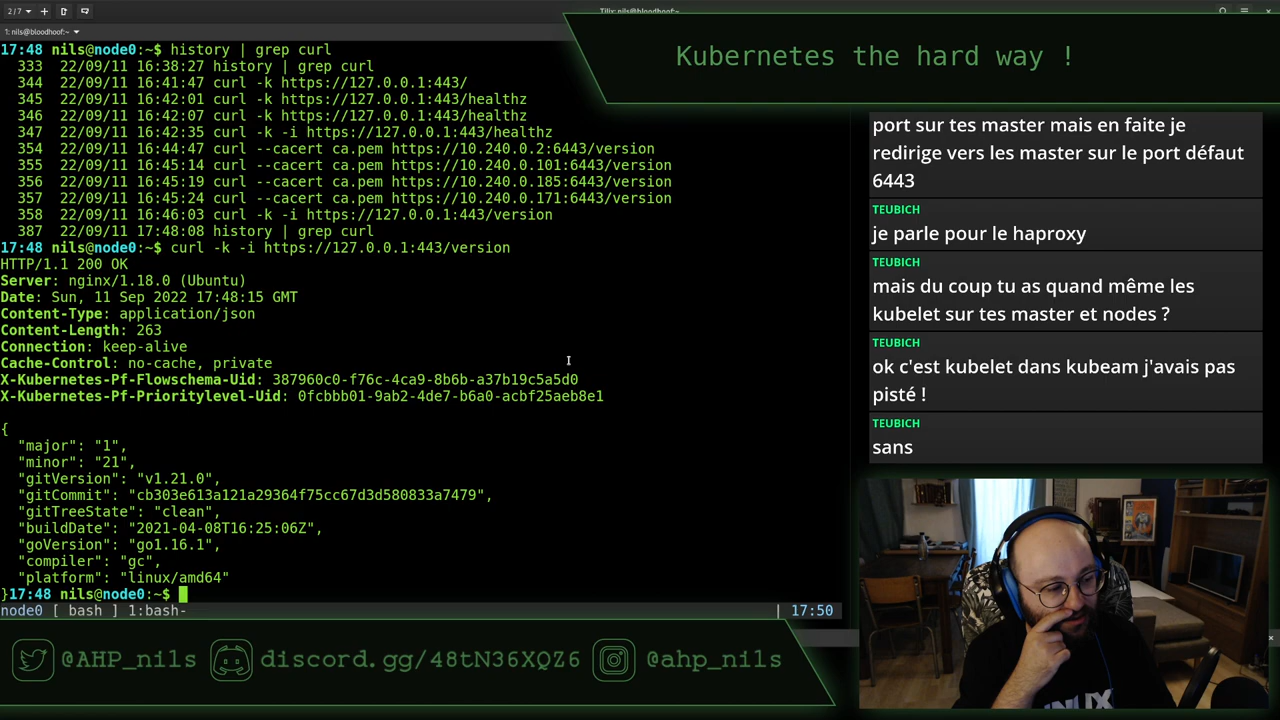 2/7
Tilix: nils@bloodhoof:~
1: nils@bloodhoof:~
17:48 nils@node0:~$ history | grep curl
333 22/09/11 16:38:27 history | grep curl
344 22/09/11 16:41:47 curl -k https://127.0.0.1:443/
345 22/09/11 16:42:01 curl -k https://127.0.0.1:443/healthz
346 22/09/11 16:42:07 curl -k https://127.0.0.1:443/healthz
347 22/09/11 16:42:35 curl -k -i https://127.0.0.1:443/healthz
354 22/09/11 16:44:47 curl --cacert ca.pem https://10.240.0.2:6443/version
355 22/09/11 16:45:14 curl --cacert ca.pem https://10.240.0.101:6443/version
356 22/09/11 16:45:19 curl --cacert ca.pem https://10.240.0.185:6443/version
357 22/09/11 16:45:24 curl --cacert ca.pem https://10.240.0.171:6443/version
358 22/09/11 16:46:03 curl -k -i https://127.0.0.1:443/version
387 22/09/11 17:48:08 history | grep curl
17:48 nils@node0:~$ curl -k -i https://127.0.0.1:443/version
HTTP/1.1 200 OK
Server: nginx/1.18.0 (Ubuntu)
Date: Sun, 11 Sep 2022 17:48:15 GMT
Content-Type: application/json
Content-Length: 263
Connection: keep-alive
Cache-Control: no-cache, private
X-Kubernetes-Pf-Flowschema-Uid: 387960c0-f76c-4ca9-8b6b-a37b19c5a5d0
X-Kubernetes-Pf-Prioritylevel-Uid: 0fcbbb01-9ab2-4de7-b6a0-acbf25aeb8e1
{
"major": "1",
"minor": "21",
"gitVersion": "v1.21.0",
"gitCommit": "cb303e613a121a29364f75cc67d3d580833a7479",
"gitTreeState": "clean",
"buildDate": "2021-04-08T16:25:06Z",
"goVersion": "go1.16.1",
"compiler": "gc",
"platform": "linux/amd64"
}17:48 nils@node0:~$
node0 [ bash ] 1:bash- | 17:50
Kubernetes the hard way !
port sur tes master mais en faite je
redirige vers les master sur le port défaut
6443
TEUBICH
je parle pour le haproxy
TEUBICH
mais du coup tu as quand même les
kubelet sur tes master et nodes ?
TEUBICH
ok c'est kubelet dans kubeam j'avais pas
pisté !
TEUBICH
sans
@AHP_nils
discord.gg/48tN36XQZ6
@ahp_nils